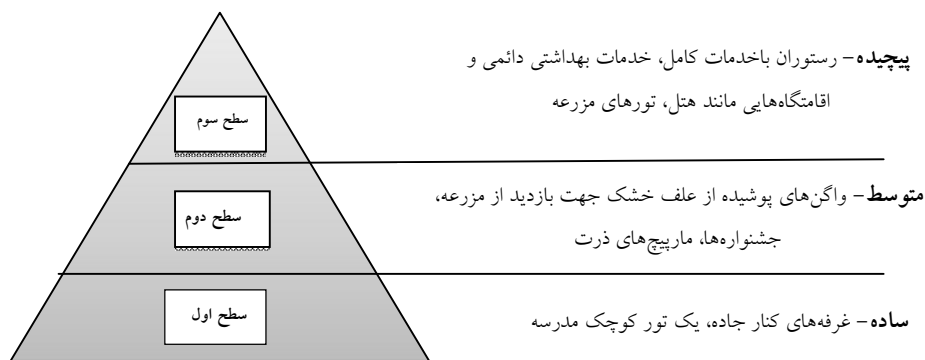 پیچیده– رستوران باخدمات کامل، خدمات بهداشتی دائمی و
اقامتگاه‌هایی مانند هتل، تورهای مزرعه
سطح سوم
متوسط– واگن‌های پوشیده از علف خشک جهت بازدید از مزرعه،
جشنواره‌ها، مارپیچ‌های ذرت
سطح دوم
ساده– غرفه‌های کنار جاده، یک تور کوچک مدرسه
سطح اول